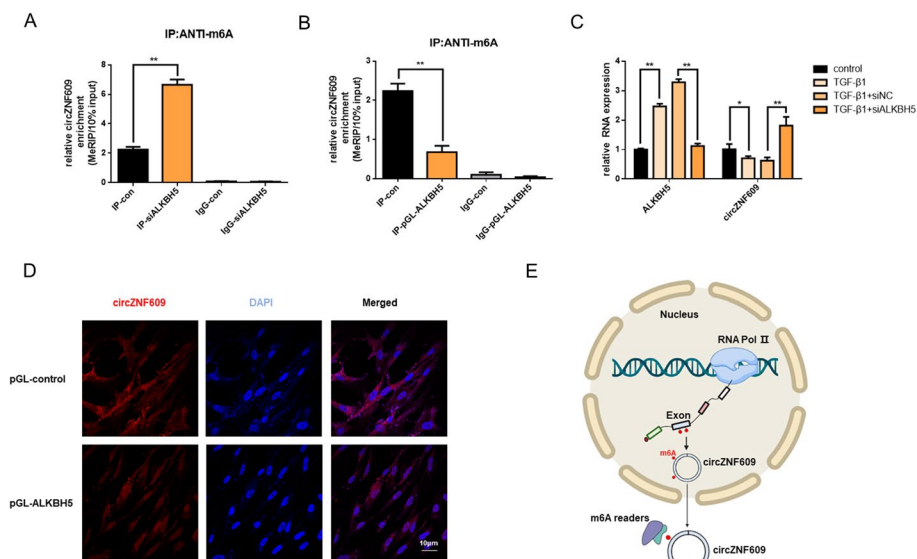 A
IP:ANTI-m6A
relative circZNF609
enrichment
(MeRIP/10% input)
8
6
4
2
0
**
IP-con
IP-siALKBH5
IgG-con
IgG-siALKBH5
B
IP:ANTI-m6A
relative circZNF609
enrichment
(MeRIP/10% input)
3
2
1
0
**
IP-con
IP-pGL-ALKBH5
IgG-con
IgG-pGL-ALKBH5
C
relative RNA expression
4
3
2
1
0
** **
* **
ALKBH5
circZNF609
control
TGF-β1
TGF-β1+siNC
TGF-β1+siALKBH5
D
circZNF609 DAPI Merged
pGL-control
pGL-ALKBH5
10μm
E
Nucleus
RNA Pol II
Exon
m6A
circZNF609
m6A readers
circZNF609